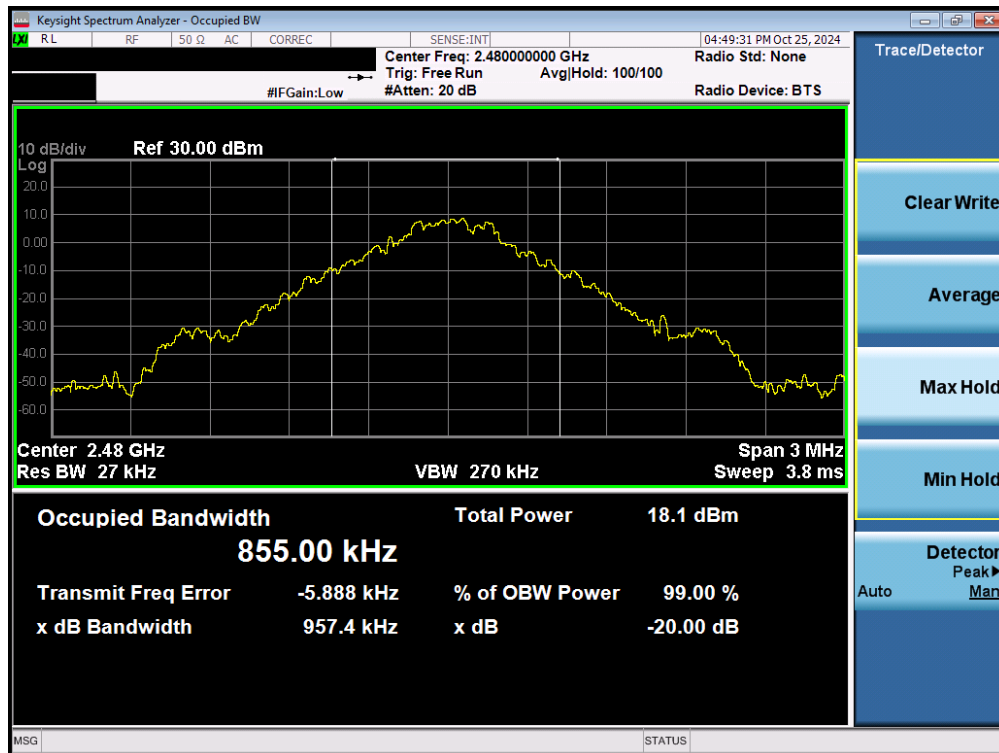 Keysight Spectrum Analyzer - Occupied BW
LXI RL RF 50 Ω AC CORREC SENSE:INT 04:49:31 PM Oct 25, 2024
Center Freq: 2.480000000 GHz Radio Std: None
Trig: Free Run Avg|Hold: 100/100
#IFGain:Low #Atten: 20 dB Radio Device: BTS
Trace/Detector
10 dB/div Ref 30.00 dBm
Log
20.0
10.0
0.00
-10.0
-20.0
-30.0
-40.0
-50.0
-60.0
Center 2.48 GHz Span 3 MHz
Res BW 27 kHz VBW 270 kHz Sweep 3.8 ms
Occupied Bandwidth Total Power 18.1 dBm
855.00 kHz
Transmit Freq Error -5.888 kHz % of OBW Power 99.00 %
x dB Bandwidth 957.4 kHz x dB -20.00 dB
Clear Write
Average
Max Hold
Min Hold
Detector
Peak▶
Auto Man
MSG STATUS